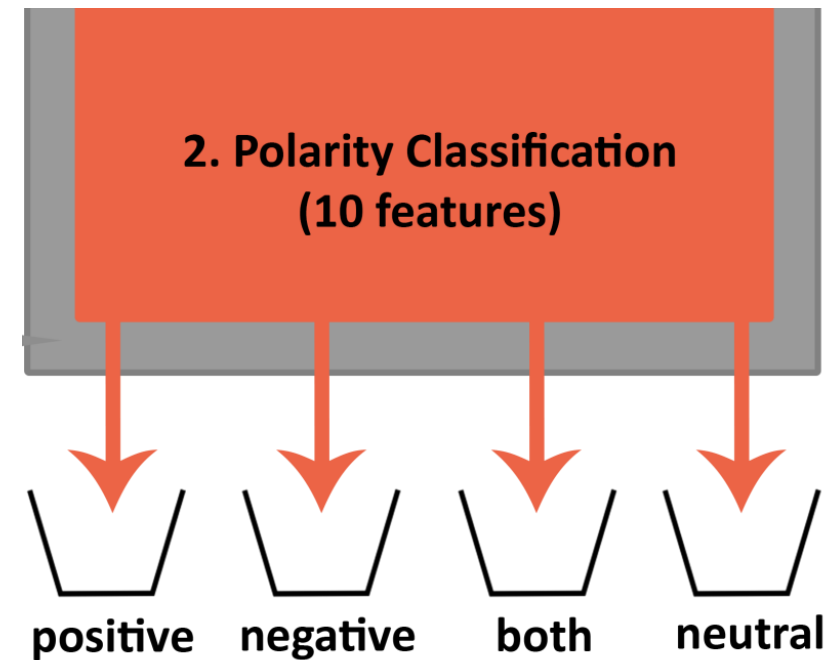 2. Polarity Classification
(10 features)
positive negative both neutral